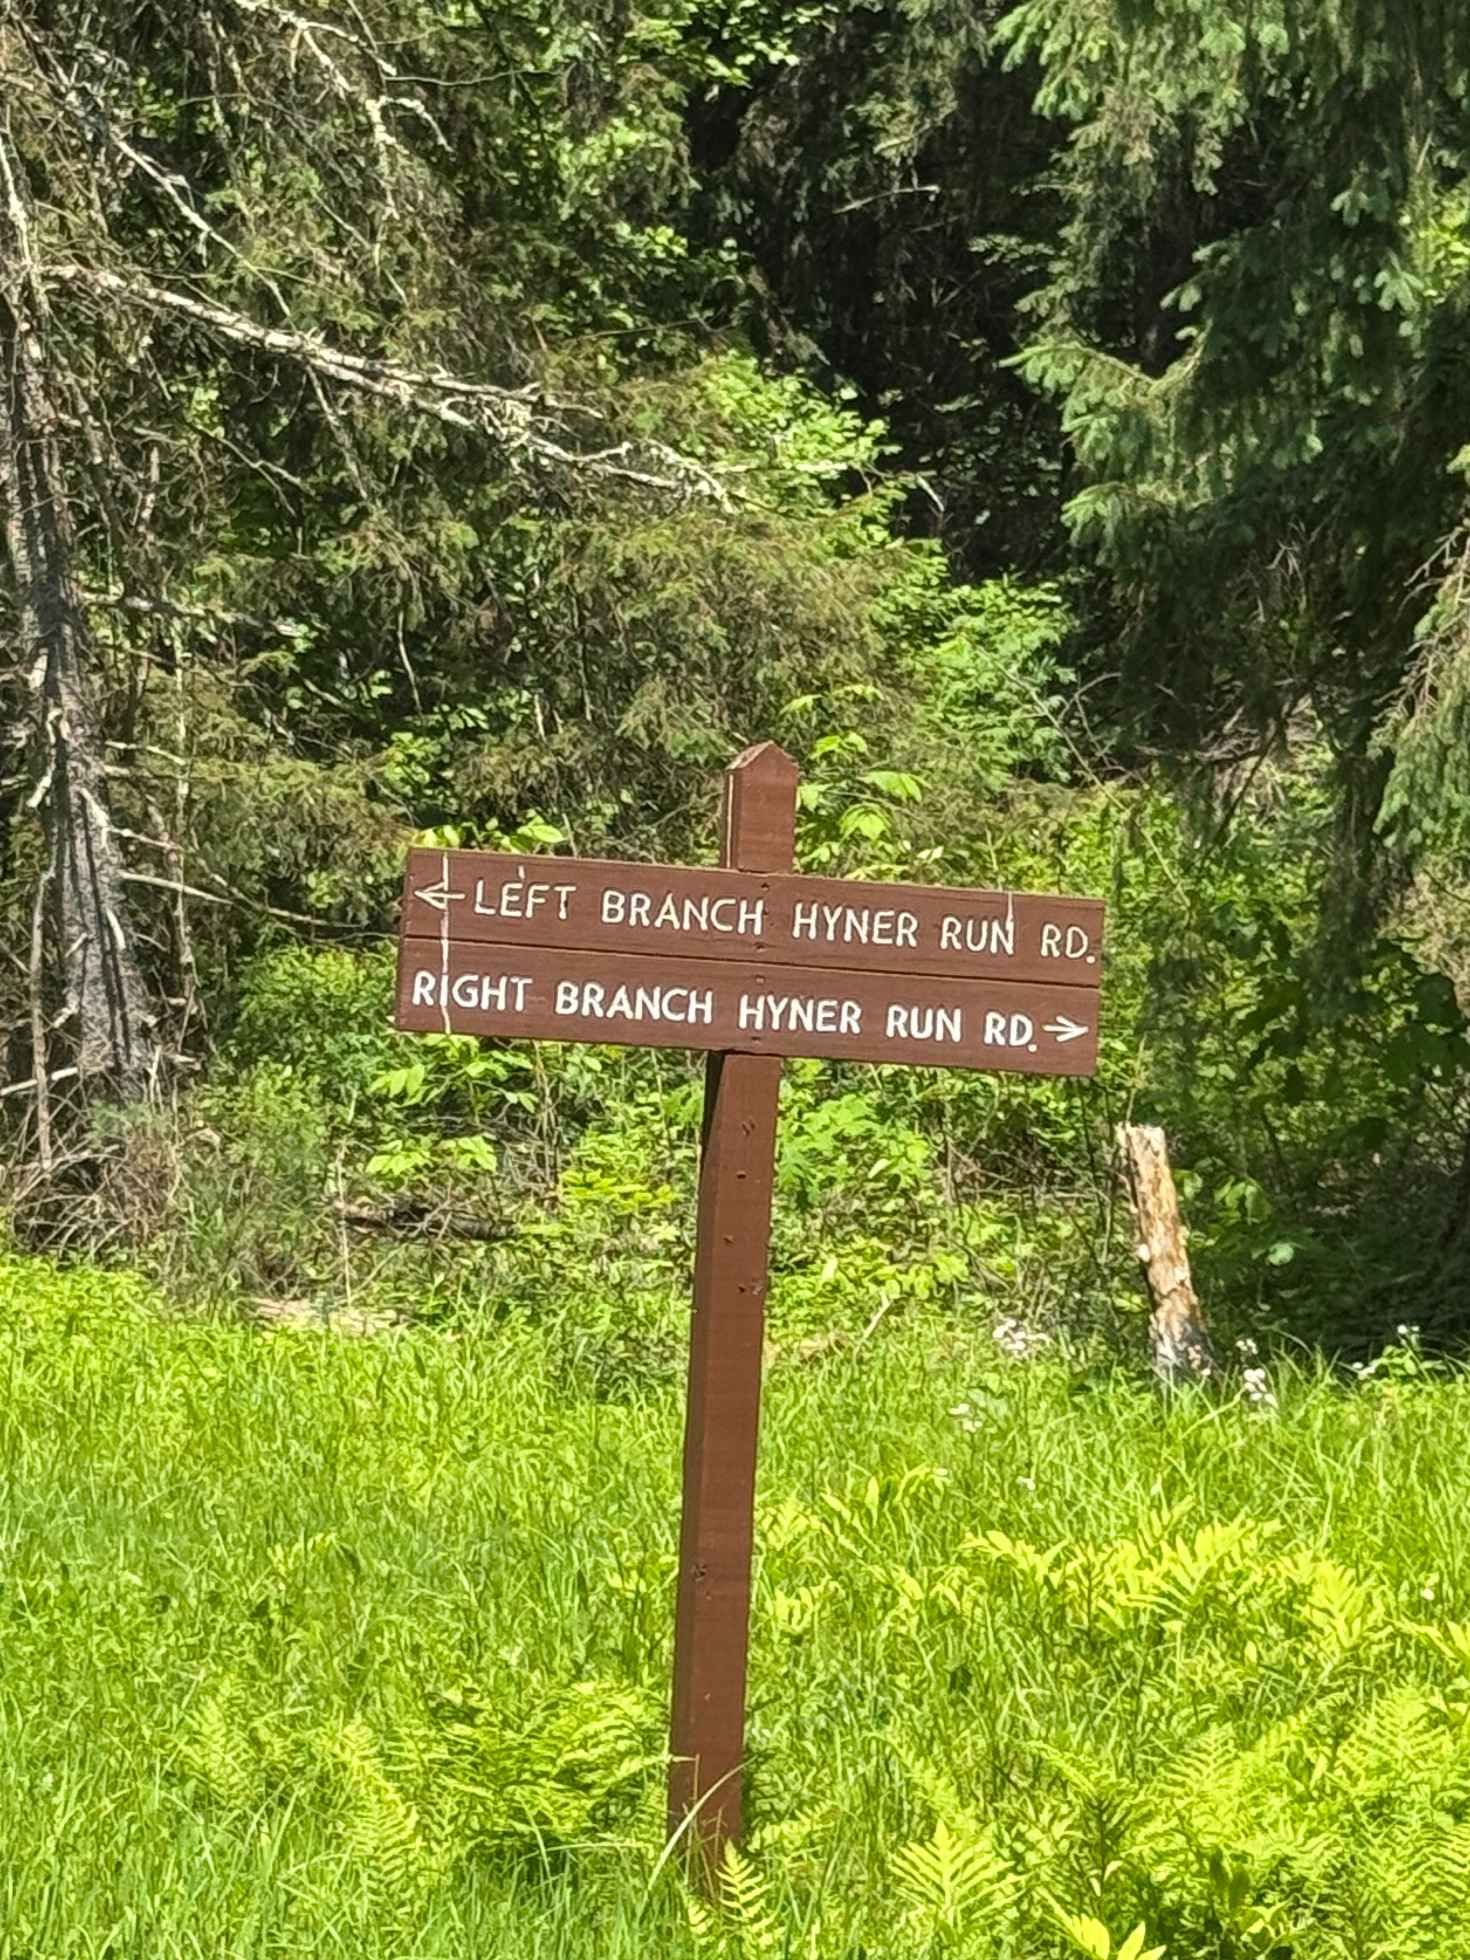 ← LEFT BRANCH HYNER RUN RD.
RIGHT BRANCH HYNER RUN RD. →